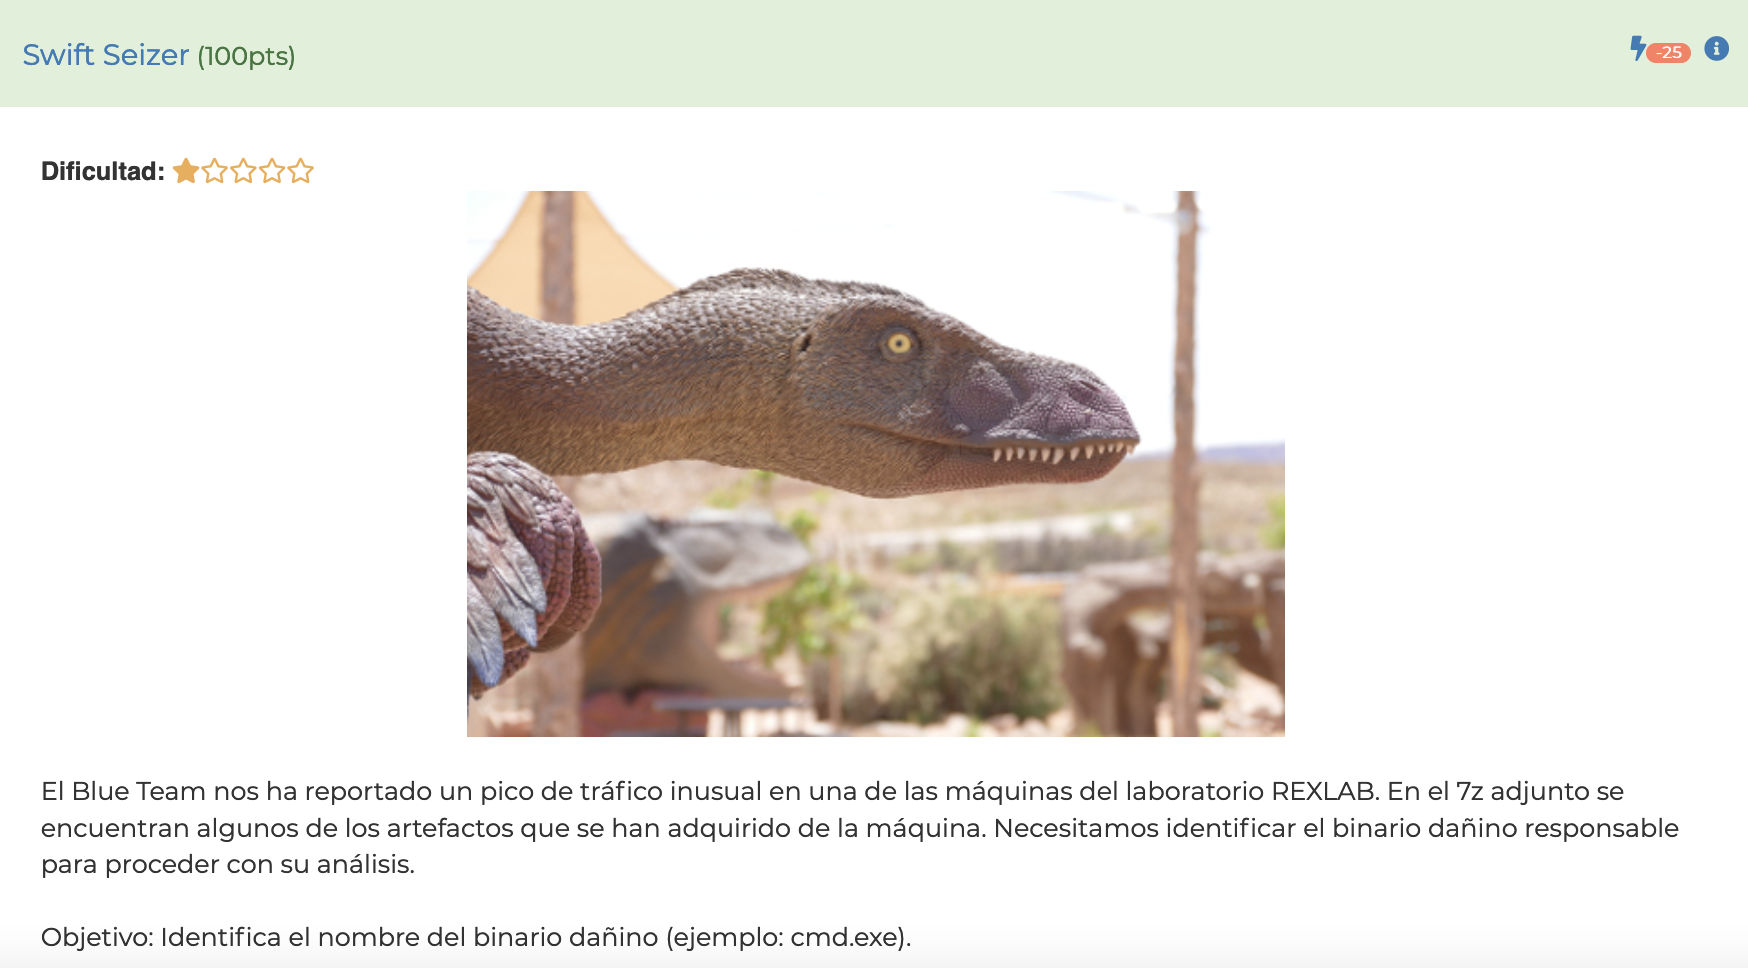 Swift Seizer (100pts)
-25
Dificultad:
El Blue Team nos ha reportado un pico de tráfico inusual en una de las máquinas del laboratorio REXLAB. En el 7z adjunto se
encuentran algunos de los artefactos que se han adquirido de la máquina. Necesitamos identificar el binario dañino responsable
para proceder con su análisis.
Objetivo: Identifica el nombre del binario dañino (ejemplo: cmd.exe).